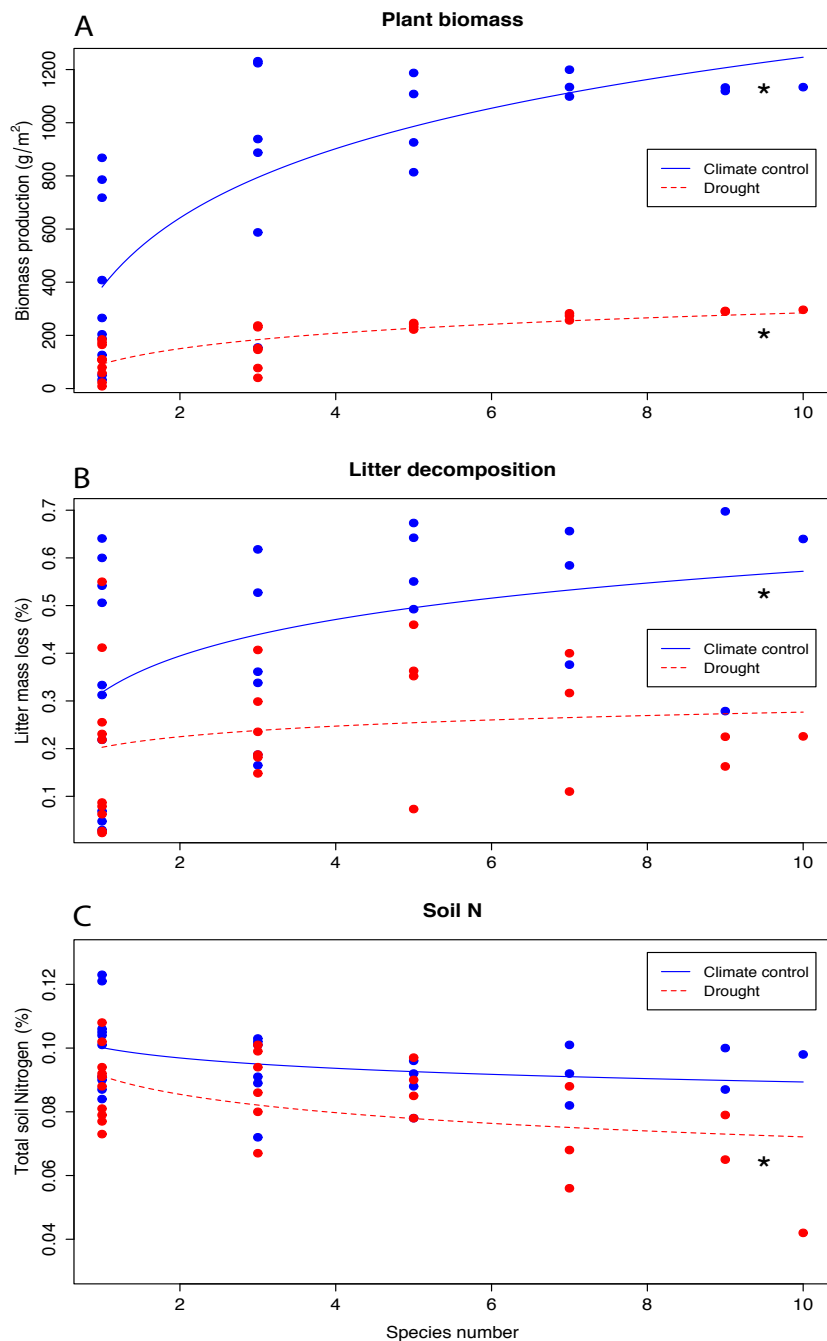 A
Plant biomass
Biomass production (g/m²)
1200
1000
800
600
400
200
0
*
Climate control
Drought
*
2 4 6 8 10
B
Litter decomposition
Litter mass loss (%)
0.7
0.6
0.5
0.4
0.3
0.2
0.1
*
Climate control
Drought
2 4 6 8 10
C
Soil N
Total soil Nitrogen (%)
0.12
0.10
0.08
0.06
0.04
Climate control
Drought
*
2 4 6 8 10
Species number